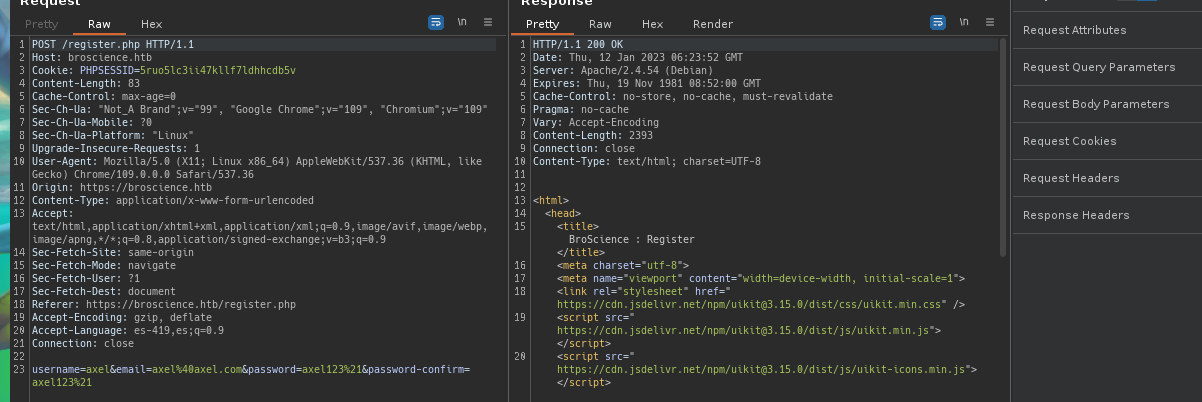 Request
Pretty Raw Hex
\n
1 POST /register.php HTTP/1.1
2 Host: broscience.htb
3 Cookie: PHPSESSID=5ruo5lc3ii47kllf7ldhhcdb5v
4 Content-Length: 83
5 Cache-Control: max-age=0
6 Sec-Ch-Ua: "Not_A Brand";v="99", "Google Chrome";v="109", "Chromium";v="109"
7 Sec-Ch-Ua-Mobile: ?0
8 Sec-Ch-Ua-Platform: "Linux"
9 Upgrade-Insecure-Requests: 1
10 User-Agent: Mozilla/5.0 (X11; Linux x86_64) AppleWebKit/537.36 (KHTML, like
Gecko) Chrome/109.0.0.0 Safari/537.36
11 Origin: https://broscience.htb
12 Content-Type: application/x-www-form-urlencoded
13 Accept:
text/html,application/xhtml+xml,application/xml;q=0.9,image/avif,image/webp,
image/apng,*/*;q=0.8,application/signed-exchange;v=b3;q=0.9
14 Sec-Fetch-Site: same-origin
15 Sec-Fetch-Mode: navigate
16 Sec-Fetch-User: ?1
17 Sec-Fetch-Dest: document
18 Referer: https://broscience.htb/register.php
19 Accept-Encoding: gzip, deflate
20 Accept-Language: es-419,es;q=0.9
21 Connection: close
22
23 username=axel&email=axel%40axel.com&password=axel123%21&password-confirm=
axel123%21
Response
Pretty Raw Hex Render
\n
1 HTTP/1.1 200 OK
2 Date: Thu, 12 Jan 2023 06:23:52 GMT
3 Server: Apache/2.4.54 (Debian)
4 Expires: Thu, 19 Nov 1981 08:52:00 GMT
5 Cache-Control: no-store, no-cache, must-revalidate
6 Pragma: no-cache
7 Vary: Accept-Encoding
8 Content-Length: 2393
9 Connection: close
10 Content-Type: text/html; charset=UTF-8
11
12
13 <html>
14 <head>
15 <title>
BroScience : Register
</title>
16 <meta charset="utf-8">
17 <meta name="viewport" content="width=device-width, initial-scale=1">
18 <link rel="stylesheet" href="
https://cdn.jsdelivr.net/npm/uikit@3.15.0/dist/css/uikit.min.css" />
19 <script src="
https://cdn.jsdelivr.net/npm/uikit@3.15.0/dist/js/uikit.min.js">
</script>
20 <script src="
https://cdn.jsdelivr.net/npm/uikit@3.15.0/dist/js/uikit-icons.min.js">
</script>
Request Attributes
Request Query Parameters
Request Body Parameters
Request Cookies
Request Headers
Response Headers